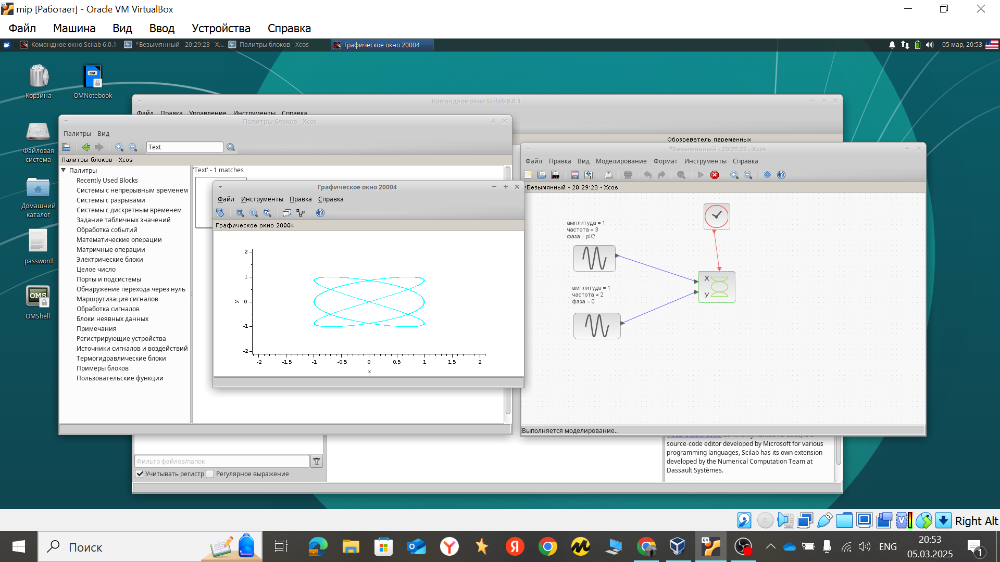 mip [Работает] - Oracle VM VirtualBox
Файл Машина Вид Ввод Устройства Справка
Командное окно Scilab 6.0.1 *Безымянный - 20:29:23 - X... Палитры блоков - Xcos Графическое окно 20004 05 мар, 20:53
Корзина
OMNotebook
Файловая система
Домашний каталог
password
OMS
OMShell
Командное окно Scilab 6.0.1
Файл Правка Управление Инструменты Справка
Обозреватель переменных
Палитры блоков - Xcos
Палитры Вид
Text
Палитры блоков - Xcos
Палитры
Recently Used Blocks
Системы с непрерывным временем
Системы с разрывами
Системы с дискретным временем
Задание табличных значений
Обработка событий
Математические операции
Матричные операции
Электрические блоки
Целое число
Порты и подсистемы
Обнаружение перехода через нуль
Маршрутизация сигналов
Обработка сигналов
Блоки неявных данных
Примечания
Регистрирующие устройства
Источники сигналов и воздействий
Термогидравлические блоки
Примеры блоков
Пользовательские функции
'Text' - 1 matches
Графическое окно 20004
Файл Инструменты Правка Справка
Графическое окно 20004
2
1
0
-1
-2
y
-2 -1.5 -1 -0.5 0 0.5 1 1.5 2
x
*Безымянный - 20:29:23 - Xcos
Файл Правка Вид Моделирование Формат Инструменты Справка
*Безымянный - 20:29:23 - Xcos
амплитуда = 1
частота = 3
фаза = pi/2
амплитуда = 1
частота = 2
фаза = 0
X
Y
Выполняется моделирование..
source-code editor developed by Microsoft for various
programming languages, Scilab has its own extension
developed by the Numerical Computation Team at
Dassault Systèmes.
Фильтр файлов/папок
Учитывать регистр Регулярное выражение
Right Alt
Поиск
ENG
20:53
05.03.2025
1